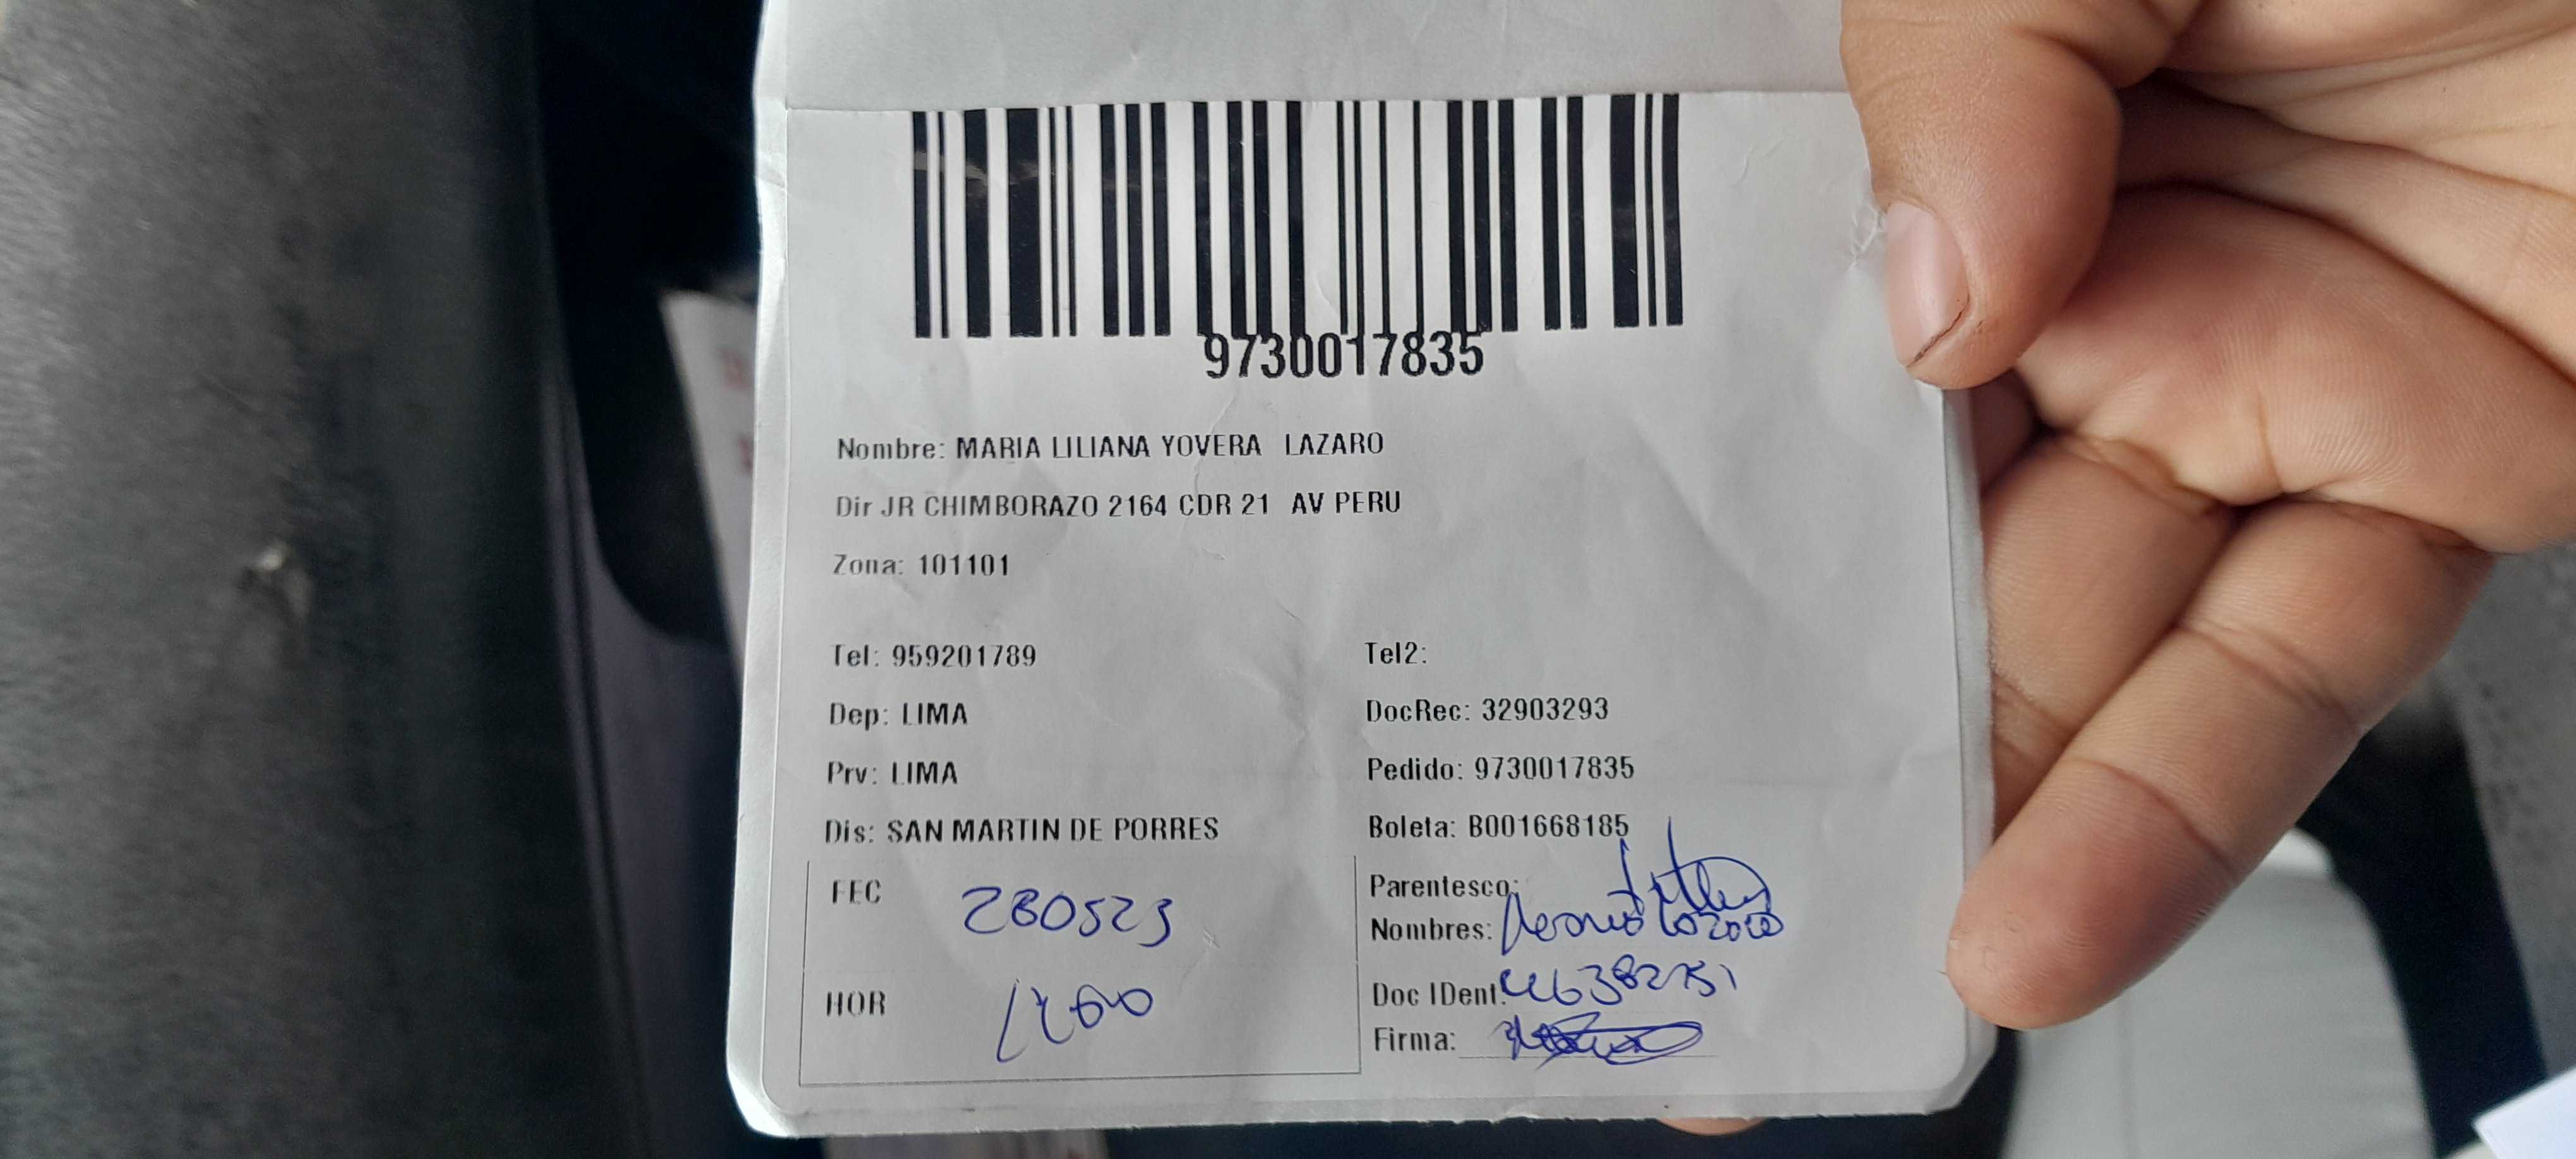 9730017835
Nombre: MARIA LILIANA YOVERA LAZARO
Dir JR CHIMBORAZO 2164 CDR 21 AV PERU
Zona: 101101
Tel: 959201789 Tel2:
Dep: LIMA DocRec: 32903293
Prv: LIMA Pedido: 9730017835
Dis: SAN MARTIN DE PORRES Boleta: B001668185
FEC 280523 Parentesco:
Nombres:
HOR Doc IDent:
Firma: